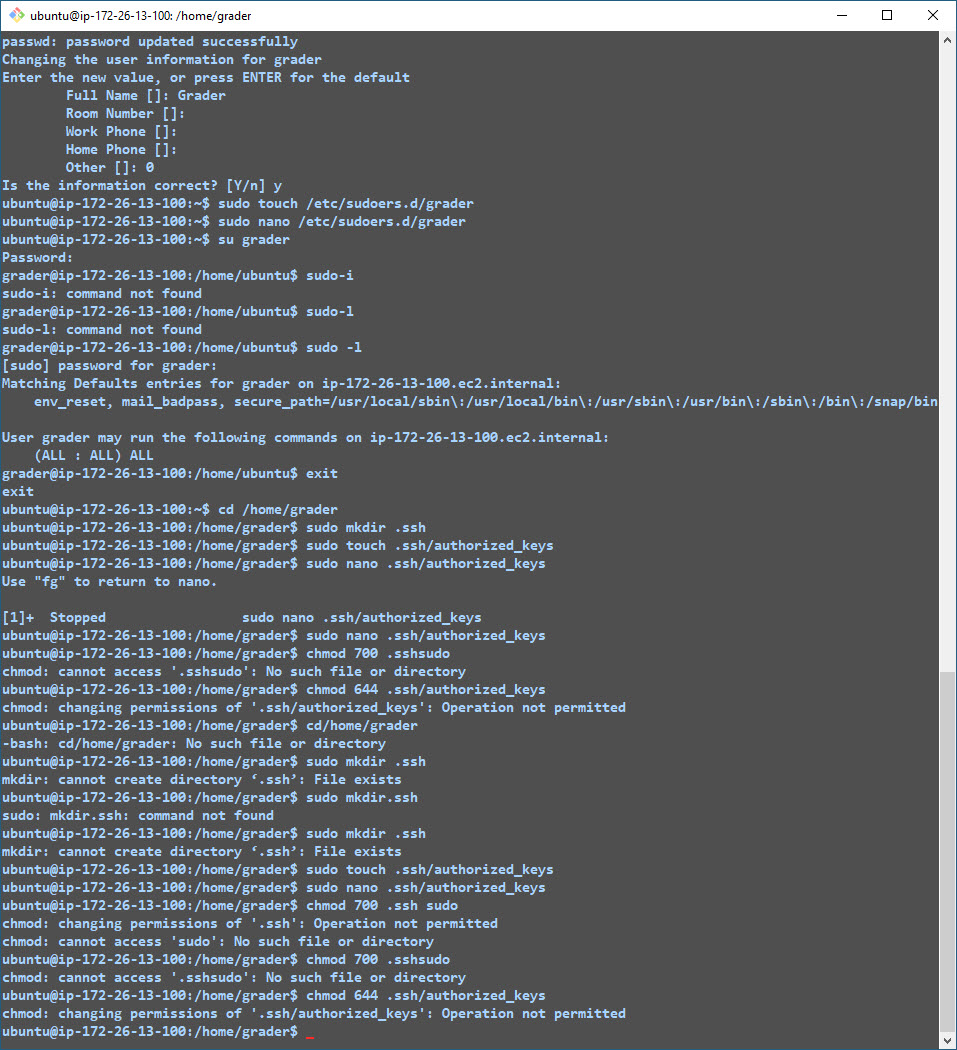 ubuntu@ip-172-26-13-100: /home/grader
passwd: password updated successfully
Changing the user information for grader
Enter the new value, or press ENTER for the default
        Full Name []: Grader
        Room Number []:
        Work Phone []:
        Home Phone []:
        Other []: 0
Is the information correct? [Y/n] y
ubuntu@ip-172-26-13-100:~$ sudo touch /etc/sudoers.d/grader
ubuntu@ip-172-26-13-100:~$ sudo nano /etc/sudoers.d/grader
ubuntu@ip-172-26-13-100:~$ su grader
Password:
grader@ip-172-26-13-100:/home/ubuntu$ sudo-i
sudo-i: command not found
grader@ip-172-26-13-100:/home/ubuntu$ sudo-l
sudo-l: command not found
grader@ip-172-26-13-100:/home/ubuntu$ sudo -l
[sudo] password for grader:
Matching Defaults entries for grader on ip-172-26-13-100.ec2.internal:
    env_reset, mail_badpass, secure_path=/usr/local/sbin\:/usr/local/bin\:/usr/sbin\:/usr/bin\:/sbin\:/bin\:/snap/bin
User grader may run the following commands on ip-172-26-13-100.ec2.internal:
    (ALL : ALL) ALL
grader@ip-172-26-13-100:/home/ubuntu$ exit
exit
ubuntu@ip-172-26-13-100:~$ cd /home/grader
ubuntu@ip-172-26-13-100:/home/grader$ sudo mkdir .ssh
ubuntu@ip-172-26-13-100:/home/grader$ sudo touch .ssh/authorized_keys
ubuntu@ip-172-26-13-100:/home/grader$ sudo nano .ssh/authorized_keys
Use "fg" to return to nano.
[1]+  Stopped                 sudo nano .ssh/authorized_keys
ubuntu@ip-172-26-13-100:/home/grader$ sudo nano .ssh/authorized_keys
ubuntu@ip-172-26-13-100:/home/grader$ chmod 700 .sshsudo
chmod: cannot access '.sshsudo': No such file or directory
ubuntu@ip-172-26-13-100:/home/grader$ chmod 644 .ssh/authorized_keys
chmod: changing permissions of '.ssh/authorized_keys': Operation not permitted
ubuntu@ip-172-26-13-100:/home/grader$ cd/home/grader
-bash: cd/home/grader: No such file or directory
ubuntu@ip-172-26-13-100:/home/grader$ sudo mkdir .ssh
mkdir: cannot create directory ‘.ssh’: File exists
ubuntu@ip-172-26-13-100:/home/grader$ sudo mkdir.ssh
sudo: mkdir.ssh: command not found
ubuntu@ip-172-26-13-100:/home/grader$ sudo mkdir .ssh
mkdir: cannot create directory ‘.ssh’: File exists
ubuntu@ip-172-26-13-100:/home/grader$ sudo touch .ssh/authorized_keys
ubuntu@ip-172-26-13-100:/home/grader$ sudo nano .ssh/authorized_keys
ubuntu@ip-172-26-13-100:/home/grader$ chmod 700 .ssh sudo
chmod: changing permissions of '.ssh': Operation not permitted
chmod: cannot access 'sudo': No such file or directory
ubuntu@ip-172-26-13-100:/home/grader$ chmod 700 .sshsudo
chmod: cannot access '.sshsudo': No such file or directory
ubuntu@ip-172-26-13-100:/home/grader$ chmod 644 .ssh/authorized_keys
chmod: changing permissions of '.ssh/authorized_keys': Operation not permitted
ubuntu@ip-172-26-13-100:/home/grader$ _